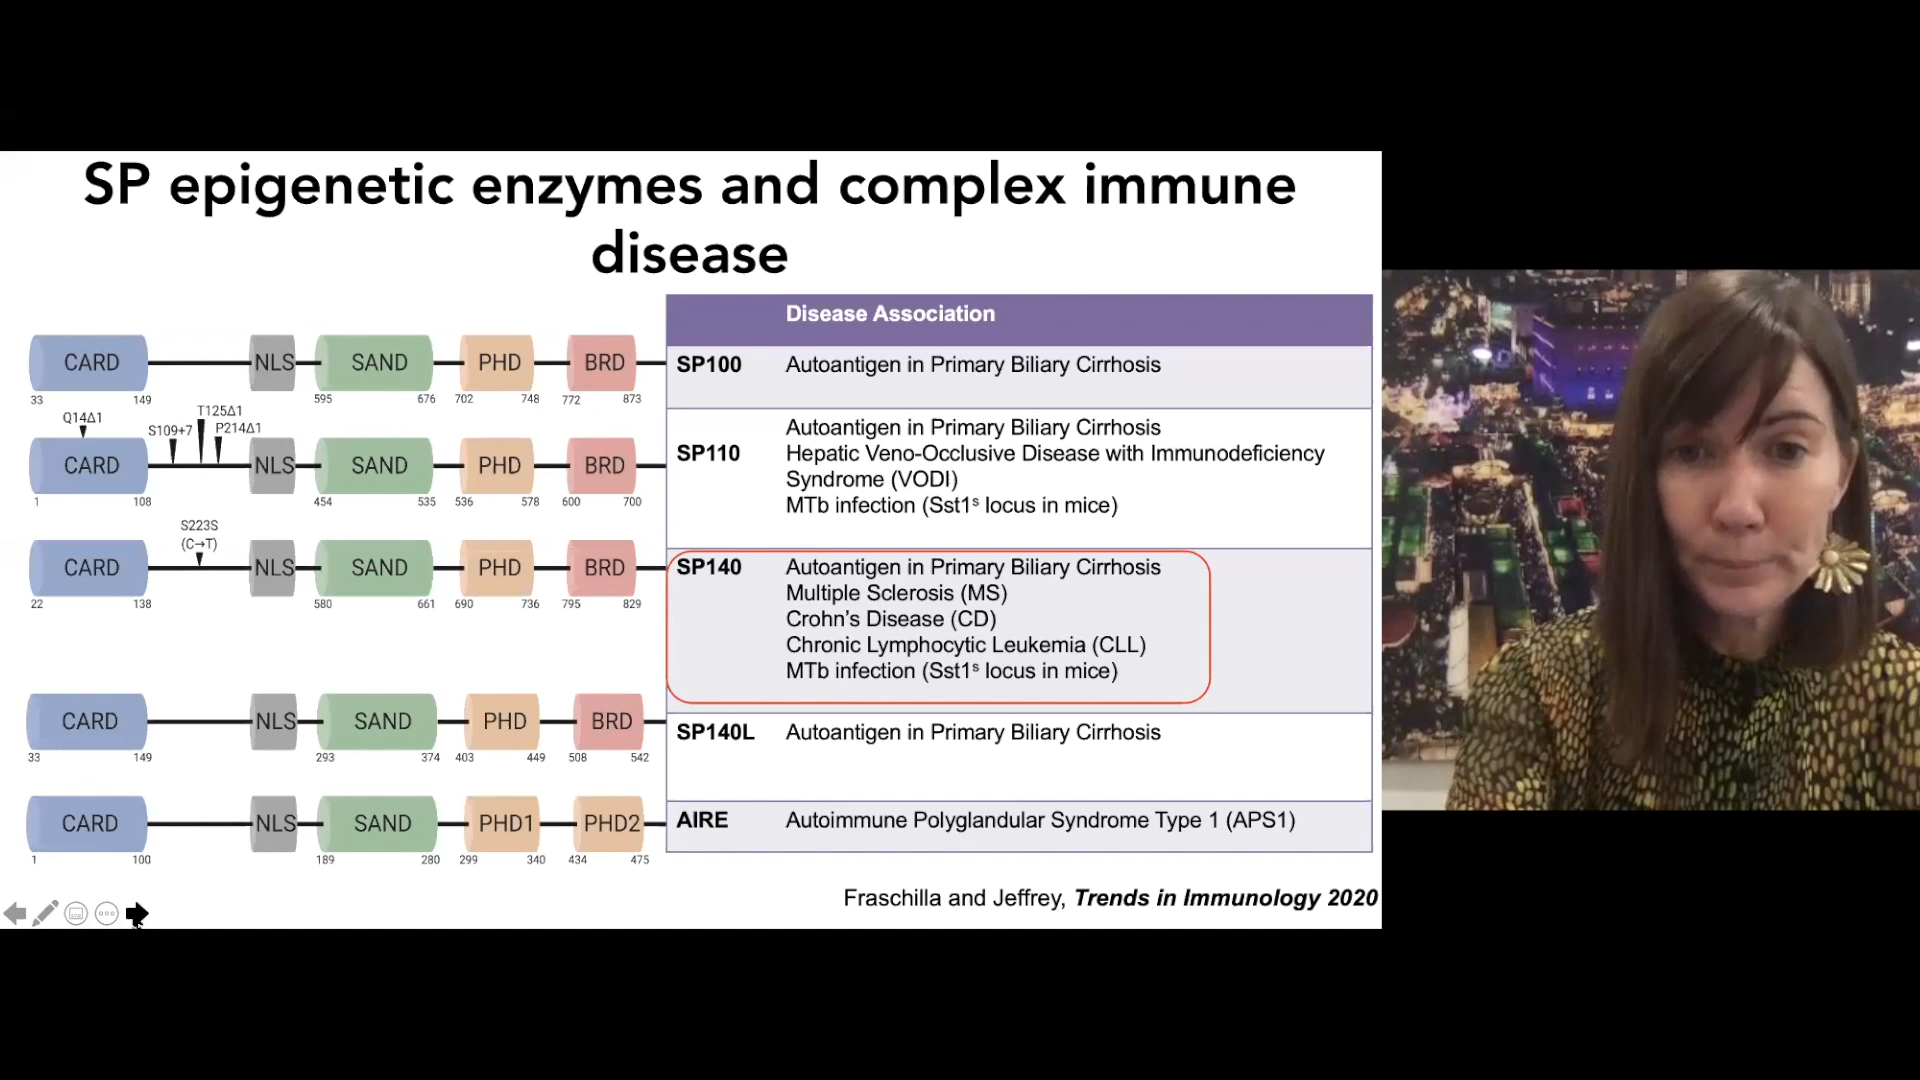 SP epigenetic enzymes and complex immune
disease
Disease Association
CARD NLS SAND PHD BRD
33 149 595 676 702 748 772 873
SP100 Autoantigen in Primary Biliary Cirrhosis
Q14Δ1 S109+7 T125Δ1 P214Δ1
CARD NLS SAND PHD BRD
1 108 454 535 536 578 600 700
SP110
Autoantigen in Primary Biliary Cirrhosis
Hepatic Veno-Occlusive Disease with Immunodeficiency
Syndrome (VODI)
MTb infection (Sst1ˢ locus in mice)
S223S
(C→T)
CARD NLS SAND PHD BRD
22 138 580 661 690 736 795 829
SP140 Autoantigen in Primary Biliary Cirrhosis
Multiple Sclerosis (MS)
Crohn’s Disease (CD)
Chronic Lymphocytic Leukemia (CLL)
MTb infection (Sst1ˢ locus in mice)
CARD NLS SAND PHD BRD
33 149 293 374 403 449 508 542
SP140L Autoantigen in Primary Biliary Cirrhosis
CARD NLS SAND PHD1 PHD2
1 100 189 280 299 340 434 475
AIRE Autoimmune Polyglandular Syndrome Type 1 (APS1)
Fraschilla and Jeffrey, Trends in Immunology 2020